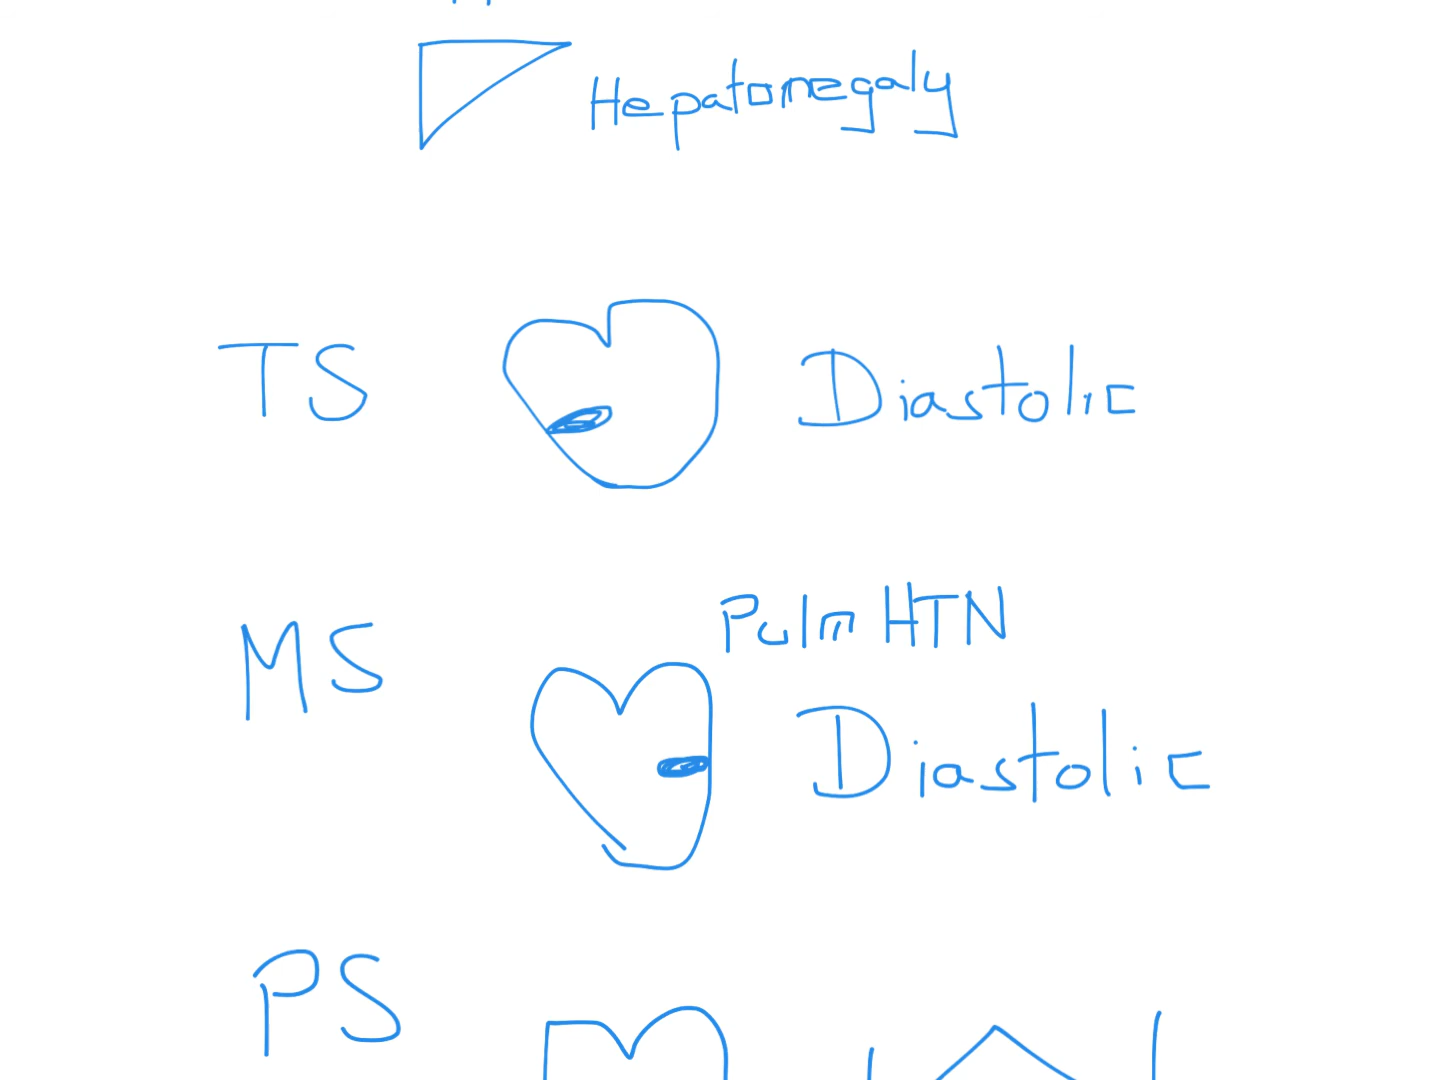 Hepatomegaly
TS Diastolic
Pulm HTN
MS
Diastolic
PS